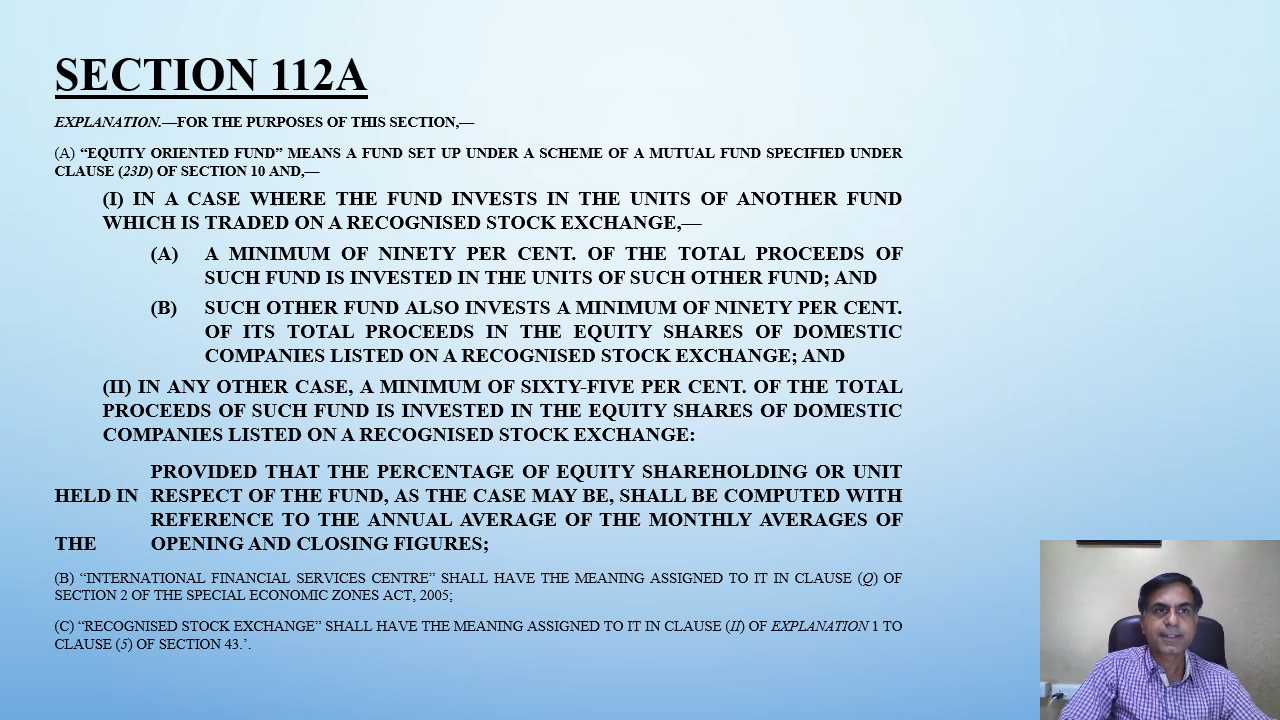 SECTION 112A
EXPLANATION.—FOR THE PURPOSES OF THIS SECTION,—
(A) “EQUITY ORIENTED FUND” MEANS A FUND SET UP UNDER A SCHEME OF A MUTUAL FUND SPECIFIED UNDER
CLAUSE (23D) OF SECTION 10 AND,—
(I) IN A CASE WHERE THE FUND INVESTS IN THE UNITS OF ANOTHER FUND
WHICH IS TRADED ON A RECOGNISED STOCK EXCHANGE,—
(A) A MINIMUM OF NINETY PER CENT. OF THE TOTAL PROCEEDS OF
SUCH FUND IS INVESTED IN THE UNITS OF SUCH OTHER FUND; AND
(B) SUCH OTHER FUND ALSO INVESTS A MINIMUM OF NINETY PER CENT.
OF ITS TOTAL PROCEEDS IN THE EQUITY SHARES OF DOMESTIC
COMPANIES LISTED ON A RECOGNISED STOCK EXCHANGE; AND
(II) IN ANY OTHER CASE, A MINIMUM OF SIXTY-FIVE PER CENT. OF THE TOTAL
PROCEEDS OF SUCH FUND IS INVESTED IN THE EQUITY SHARES OF DOMESTIC
COMPANIES LISTED ON A RECOGNISED STOCK EXCHANGE:
PROVIDED THAT THE PERCENTAGE OF EQUITY SHAREHOLDING OR UNIT
HELD IN RESPECT OF THE FUND, AS THE CASE MAY BE, SHALL BE COMPUTED WITH
REFERENCE TO THE ANNUAL AVERAGE OF THE MONTHLY AVERAGES OF
THE OPENING AND CLOSING FIGURES;
(B) “INTERNATIONAL FINANCIAL SERVICES CENTRE” SHALL HAVE THE MEANING ASSIGNED TO IT IN CLAUSE (Q) OF
SECTION 2 OF THE SPECIAL ECONOMIC ZONES ACT, 2005;
(C) “RECOGNISED STOCK EXCHANGE” SHALL HAVE THE MEANING ASSIGNED TO IT IN CLAUSE (II) OF EXPLANATION 1 TO
CLAUSE (5) OF SECTION 43.’.